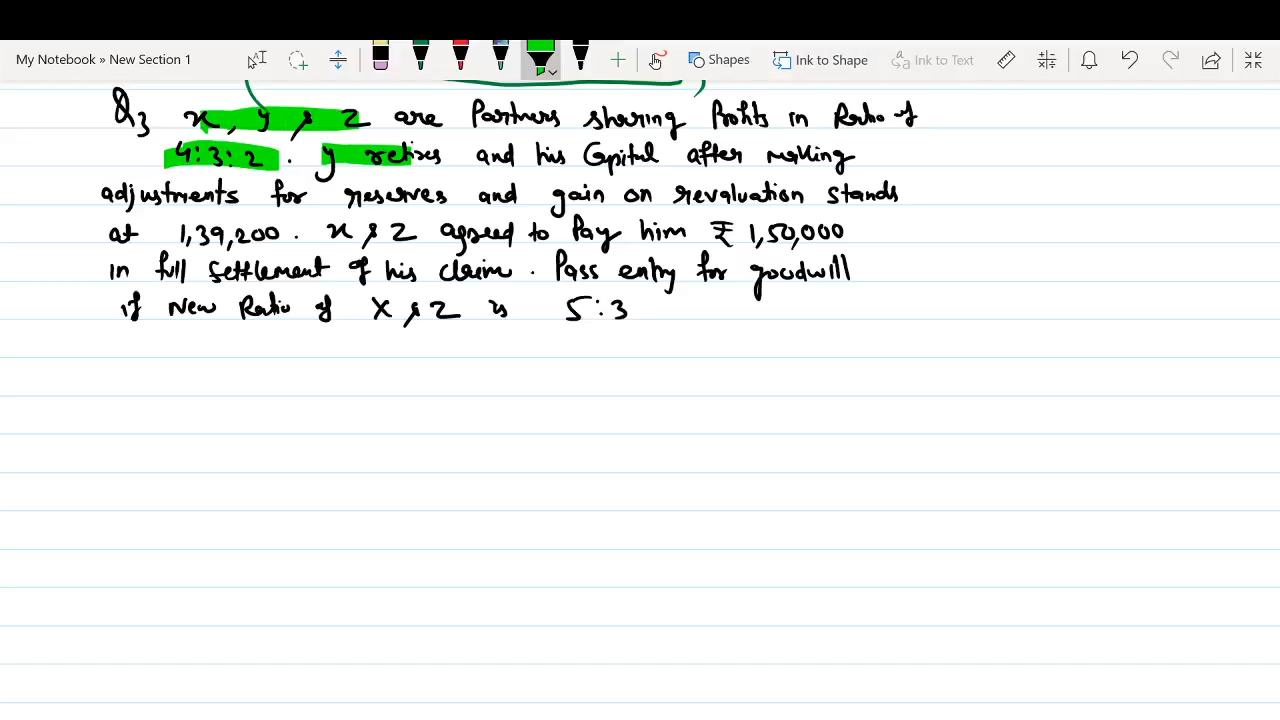 My Notebook » New Section 1
Shapes
Ink to Shape
Ink to Text
Q3 x, y & z are Partners sharing Profits in Ratio of
4:3:2 . y retires and his Capital after making
adjustments for reserves and gain on revaluation stands
at 1,39,200 . x & z agreed to Pay him ₹ 1,50,000
in full settlement of his claim . Pass entry for goodwill
if New Ratio of X & Z is 5:3